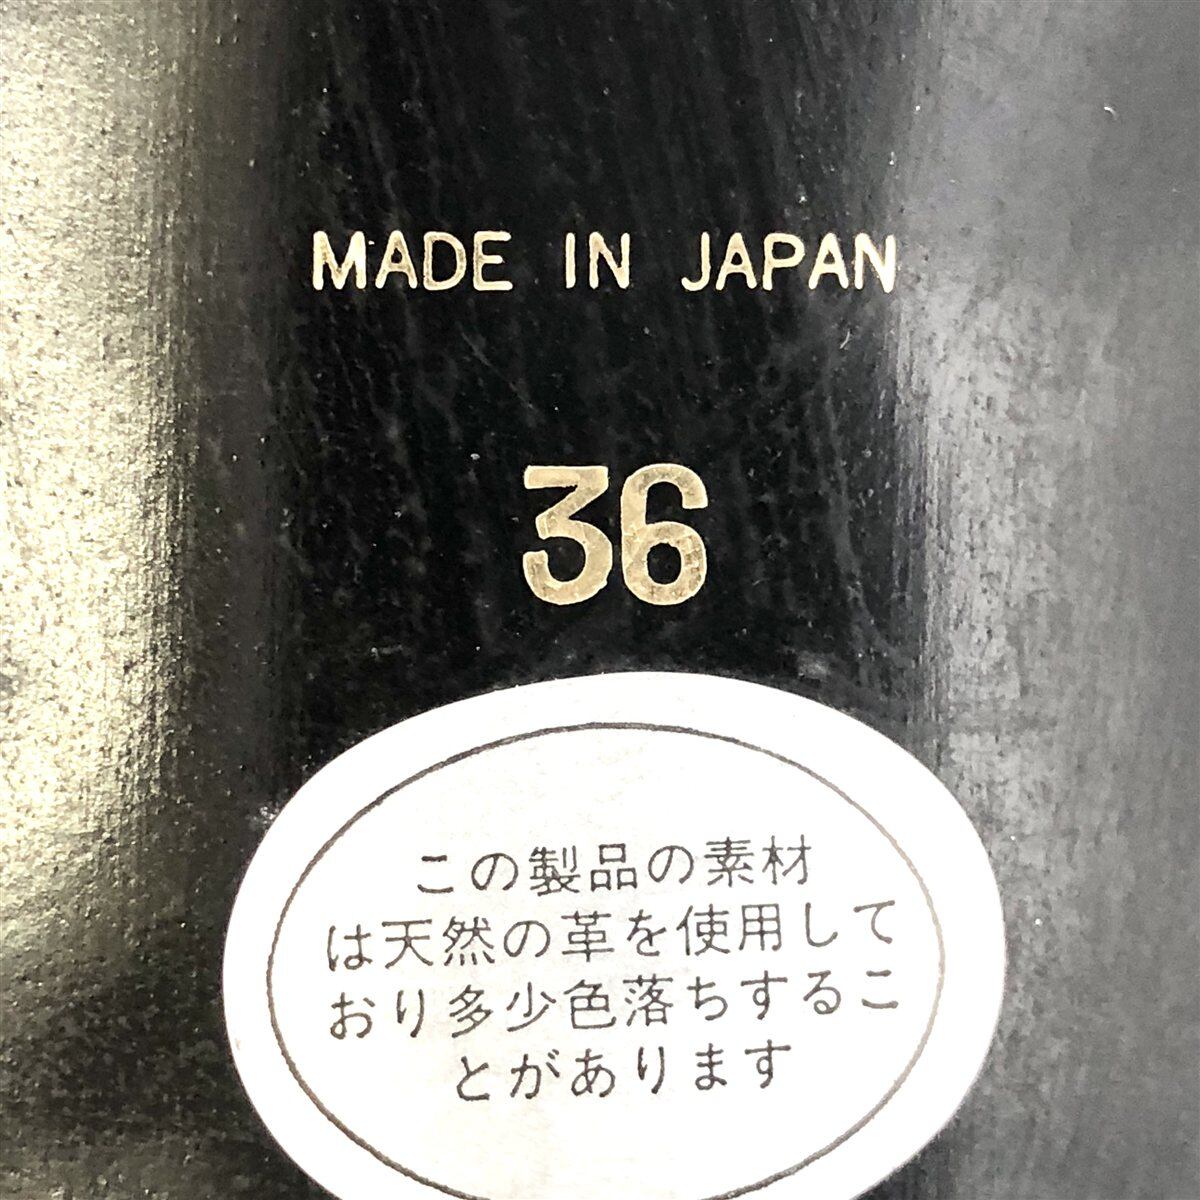 MADE IN JAPAN
36
この製品の素材
は天然の革を使用して
おり多少色落ちするこ
とがあります